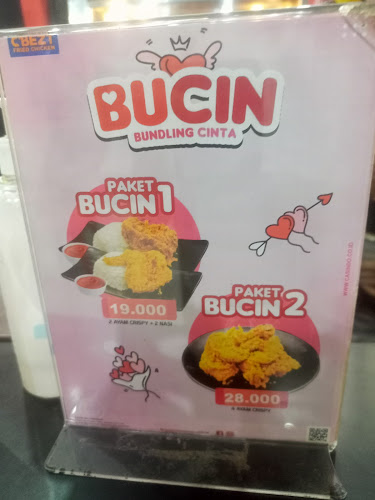 C'BEZT
FRIED CHICKEN
BUCIN
BUNDLING CINTA
PAKET
BUCIN 1
19.000
2 AYAM CRISPY + 2 NASI
PAKET
BUCIN 2
28.000
4 AYAM CRISPY